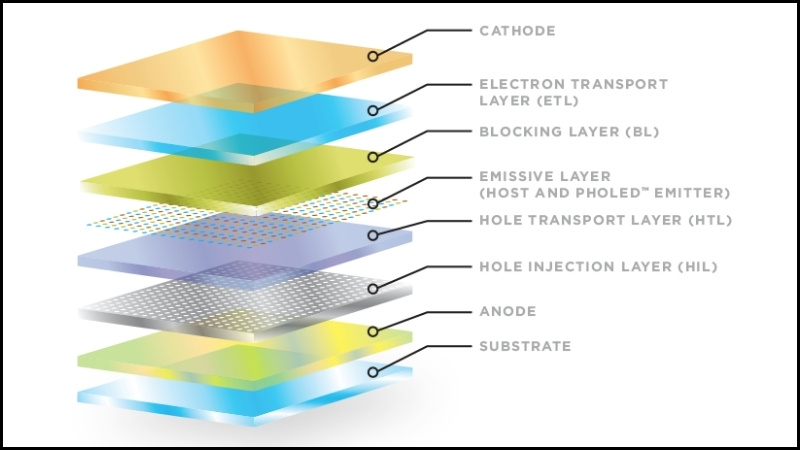 CATHODE
ELECTRON TRANSPORT
LAYER (ETL)
BLOCKING LAYER (BL)
EMISSIVE LAYER
(HOST AND PHOLED™ EMITTER)
HOLE TRANSPORT LAYER (HTL)
HOLE INJECTION LAYER (HIL)
ANODE
SUBSTRATE